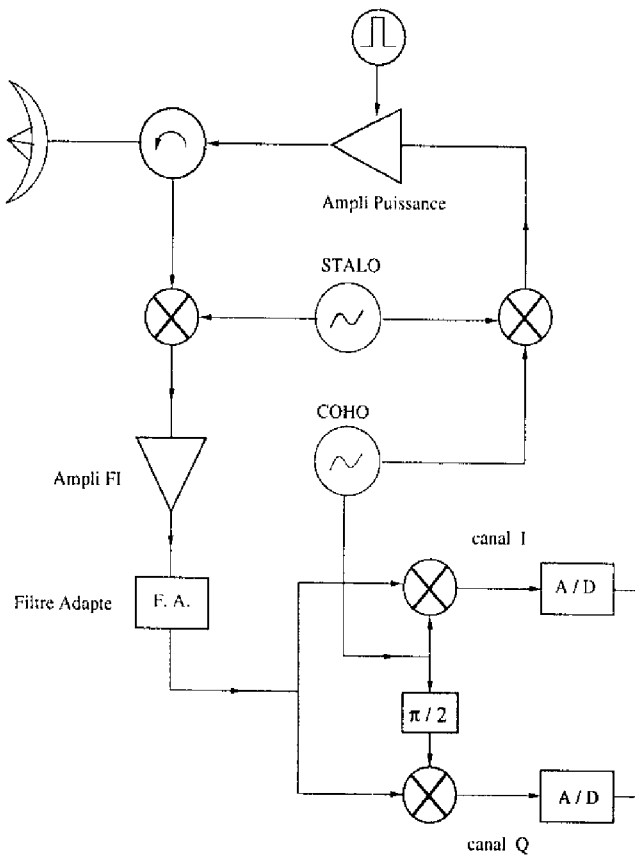 Ampli Puissance
STALO
COHO
Ampli FI
canal I
Filtre Adapte
F. A.
A / D
π / 2
A / D
canal Q